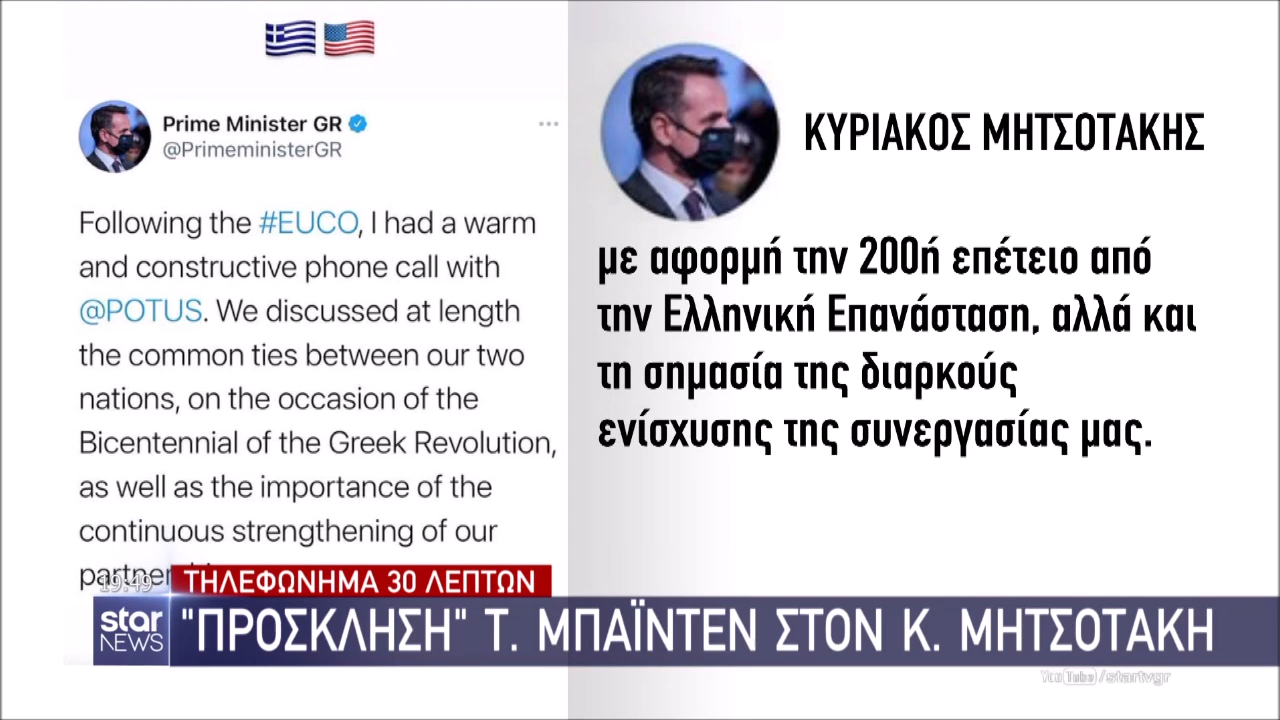 Prime Minister GR
@PrimeministerGR
Following the #EUCO, I had a warm
and constructive phone call with
@POTUS. We discussed at length
the common ties between our two
nations, on the occasion of the
Bicentennial of the Greek Revolution,
as well as the importance of the
continuous strengthening of our
ΚΥΡΙΑΚΟΣ ΜΗΤΣΟΤΑΚΗΣ
με αφορμή την 200ή επέτειο από
την Ελληνική Επανάσταση, αλλά και
τη σημασία της διαρκούς
ενίσχυσης της συνεργασίας μας.
19:49
ΤΗΛΕΦΩΝΗΜΑ 30 ΛΕΠΤΩΝ
star
NEWS
"ΠΡΟΣΚΛΗΣΗ" Τ. ΜΠΑΪΝΤΕΝ ΣΤΟΝ Κ. ΜΗΤΣΟΤΑΚΗ
YouTube/startvgr